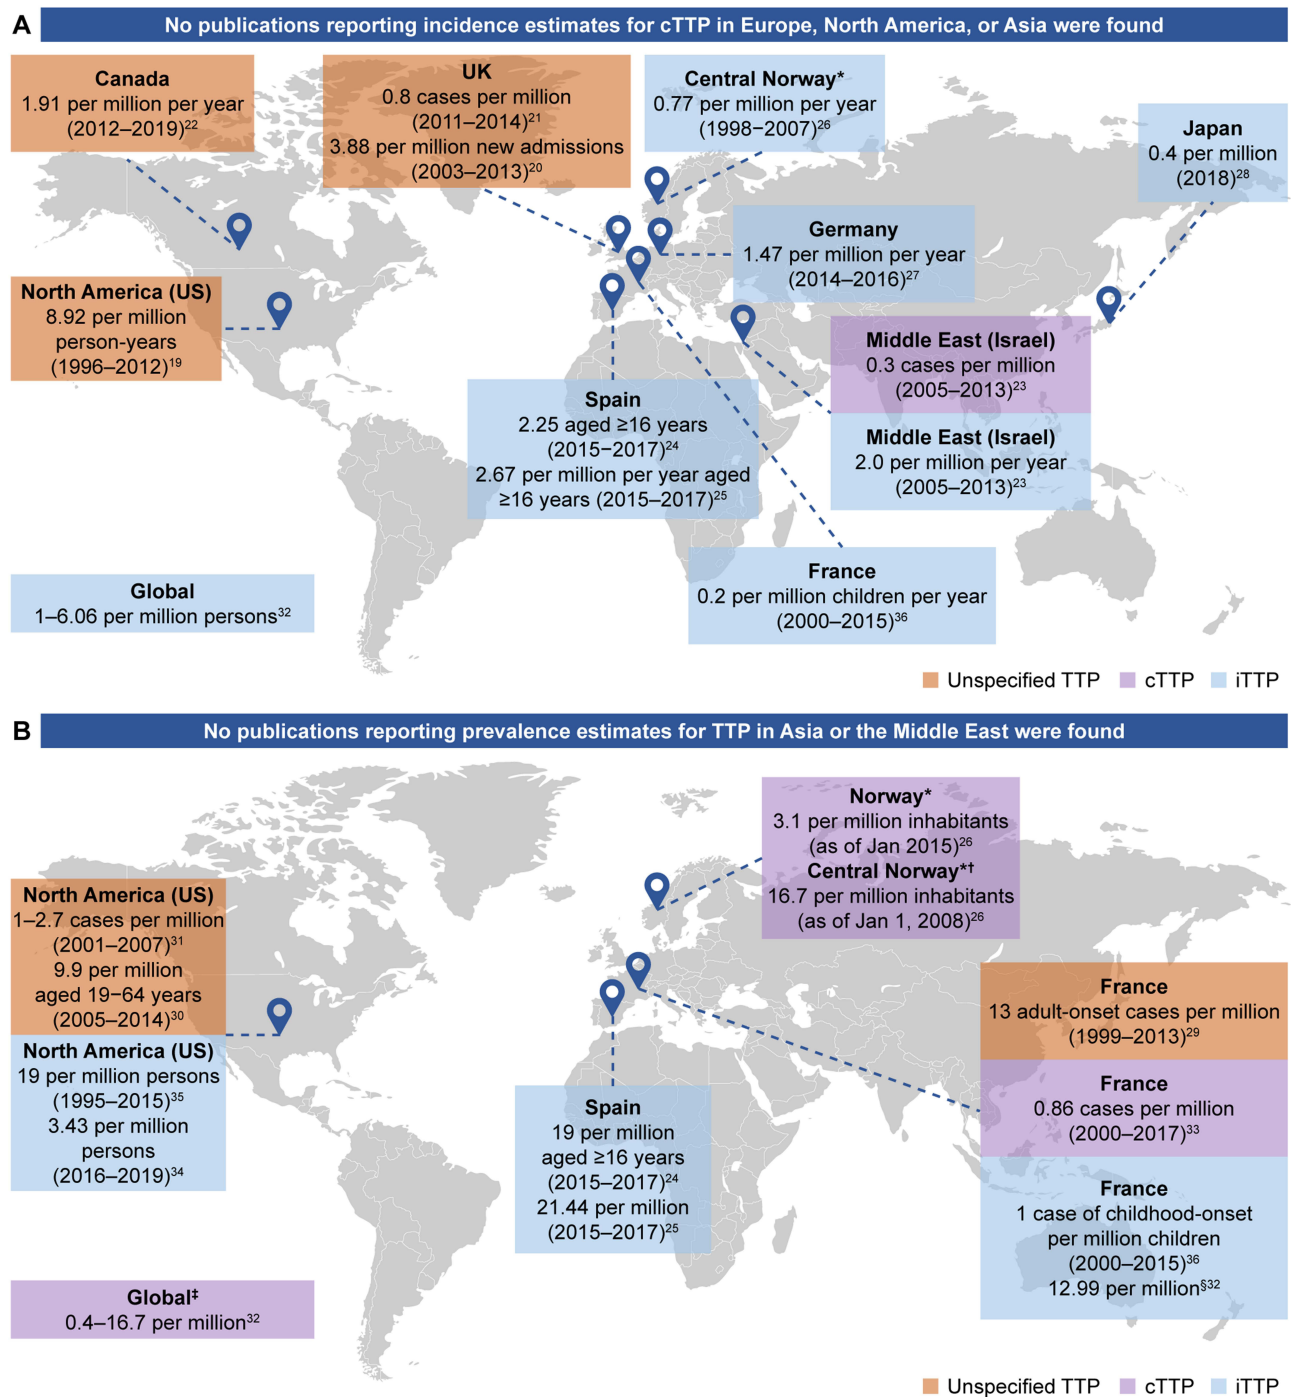 A
No publications reporting incidence estimates for cTTP in Europe, North America, or Asia were found
Canada
1.91 per million per year
(2012–2019)22
UK
0.8 cases per million
(2011–2014)21
3.88 per million new admissions
(2003–2013)20
Central Norway*
0.77 per million per year
(1998−2007)26
Japan
0.4 per million
(2018)28
Germany
1.47 per million per year
(2014–2016)27
North America (US)
8.92 per million
person-years
(1996–2012)19
Middle East (Israel)
0.3 cases per million
(2005–2013)23
Middle East (Israel)
2.0 per million per year
(2005–2013)23
Spain
2.25 aged ≥16 years
(2015−2017)24
2.67 per million per year aged
≥16 years (2015–2017)25
France
0.2 per million children per year
(2000–2015)36
Global
1–6.06 per million persons32
Unspecified TTP cTTP iTTP
B
No publications reporting prevalence estimates for TTP in Asia or the Middle East were found
Norway*
3.1 per million inhabitants
(as of Jan 2015)26
Central Norway*†
16.7 per million inhabitants
(as of Jan 1, 2008)26
North America (US)
1–2.7 cases per million
(2001–2007)31
9.9 per million
aged 19−64 years
(2005–2014)30
North America (US)
19 per million persons
(1995–2015)35
3.43 per million
persons
(2016–2019)34
France
13 adult-onset cases per million
(1999–2013)29
France
0.86 cases per million
(2000–2017)33
France
1 case of childhood-onset
per million children
(2000–2015)36
12.99 per million§32
Spain
19 per million
aged ≥16 years
(2015–2017)24
21.44 per million
(2015–2017)25
Global‡
0.4–16.7 per million32
Unspecified TTP cTTP iTTP